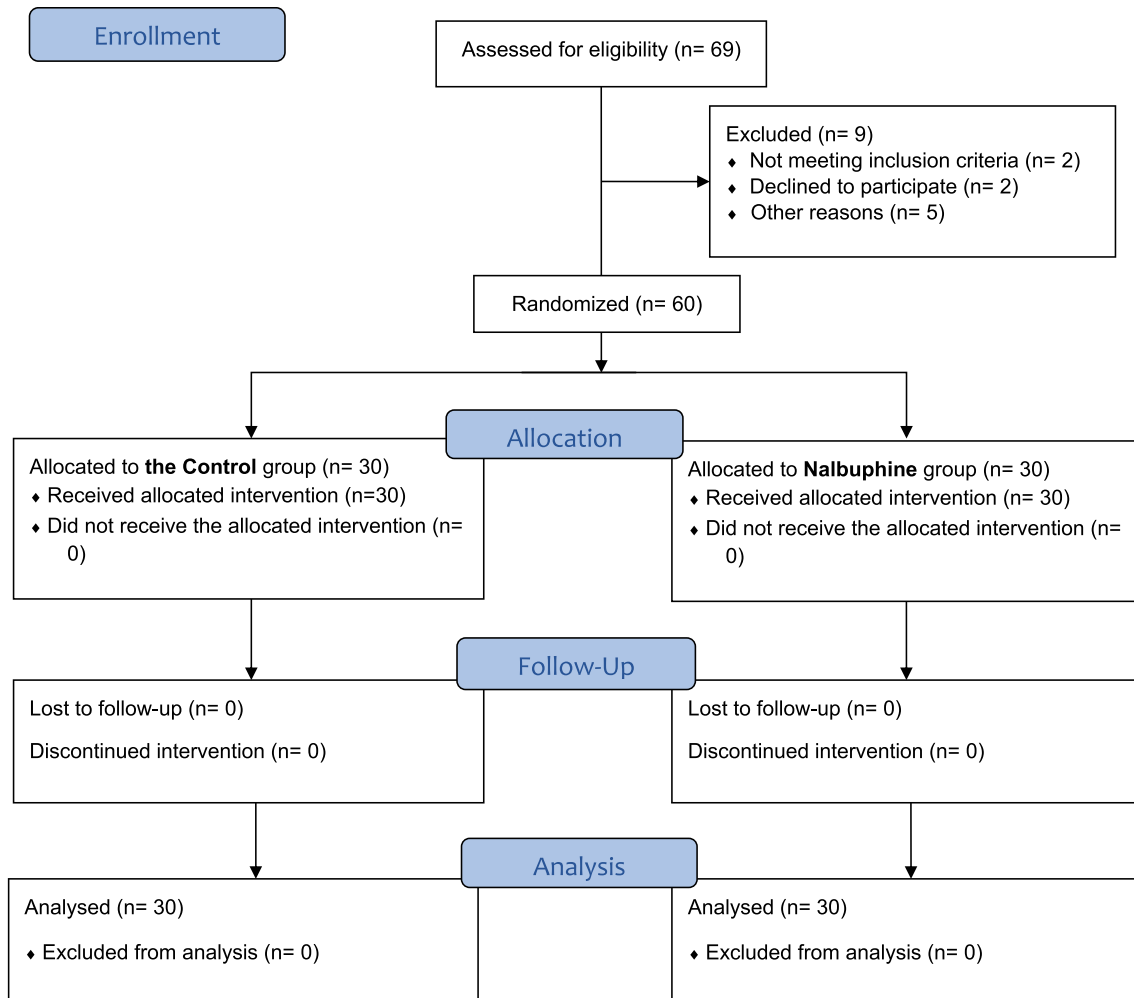 Enrollment
Assessed for eligibility (n= 69)
Excluded (n= 9)
♦ Not meeting inclusion criteria (n= 2)
♦ Declined to participate (n= 2)
♦ Other reasons (n= 5)
Randomized (n= 60)
Allocation
Allocated to the Control group (n= 30)
♦ Received allocated intervention (n=30)
♦ Did not receive the allocated intervention (n=
0)
Allocated to Nalbuphine group (n= 30)
♦ Received allocated intervention (n= 30)
♦ Did not receive the allocated intervention (n=
0)
Follow-Up
Lost to follow-up (n= 0)
Discontinued intervention (n= 0)
Lost to follow-up (n= 0)
Discontinued intervention (n= 0)
Analysis
Analysed (n= 30)
♦ Excluded from analysis (n= 0)
Analysed (n= 30)
♦ Excluded from analysis (n= 0)